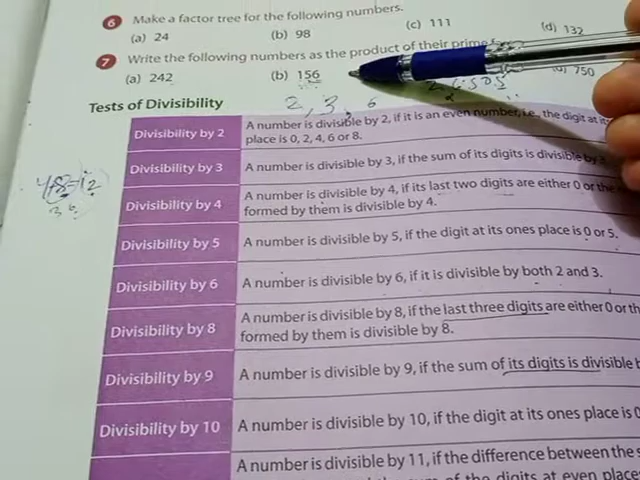 6 Make a factor tree for the following numbers.
(a) 24 (b) 98 (c) 111 (d) 132
7 Write the following numbers as the product of their prime
(a) 242 (b) 156 750
2, 3, 6
Tests of Divisibility
Divisibility by 2 A number is divisible by 2, if it is an even number, i.e., the digit at its
place is 0, 2, 4, 6 or 8.
Divisibility by 3 A number is divisible by 3, if the sum of its digits is divisible by
4+8=12
Divisibility by 4 A number is divisible by 4, if its last two digits are either 0 or the
formed by them is divisible by 4.
Divisibility by 5 A number is divisible by 5, if the digit at its ones place is 0 or 5.
Divisibility by 6 A number is divisible by 6, if it is divisible by both 2 and 3.
Divisibility by 8 A number is divisible by 8, if the last three digits are either 0 or th
formed by them is divisible by 8.
Divisibility by 9 A number is divisible by 9, if the sum of its digits is divisible
Divisibility by 10 A number is divisible by 10, if the digit at its ones place is
A number is divisible by 11, if the difference between the
of the digits at even place